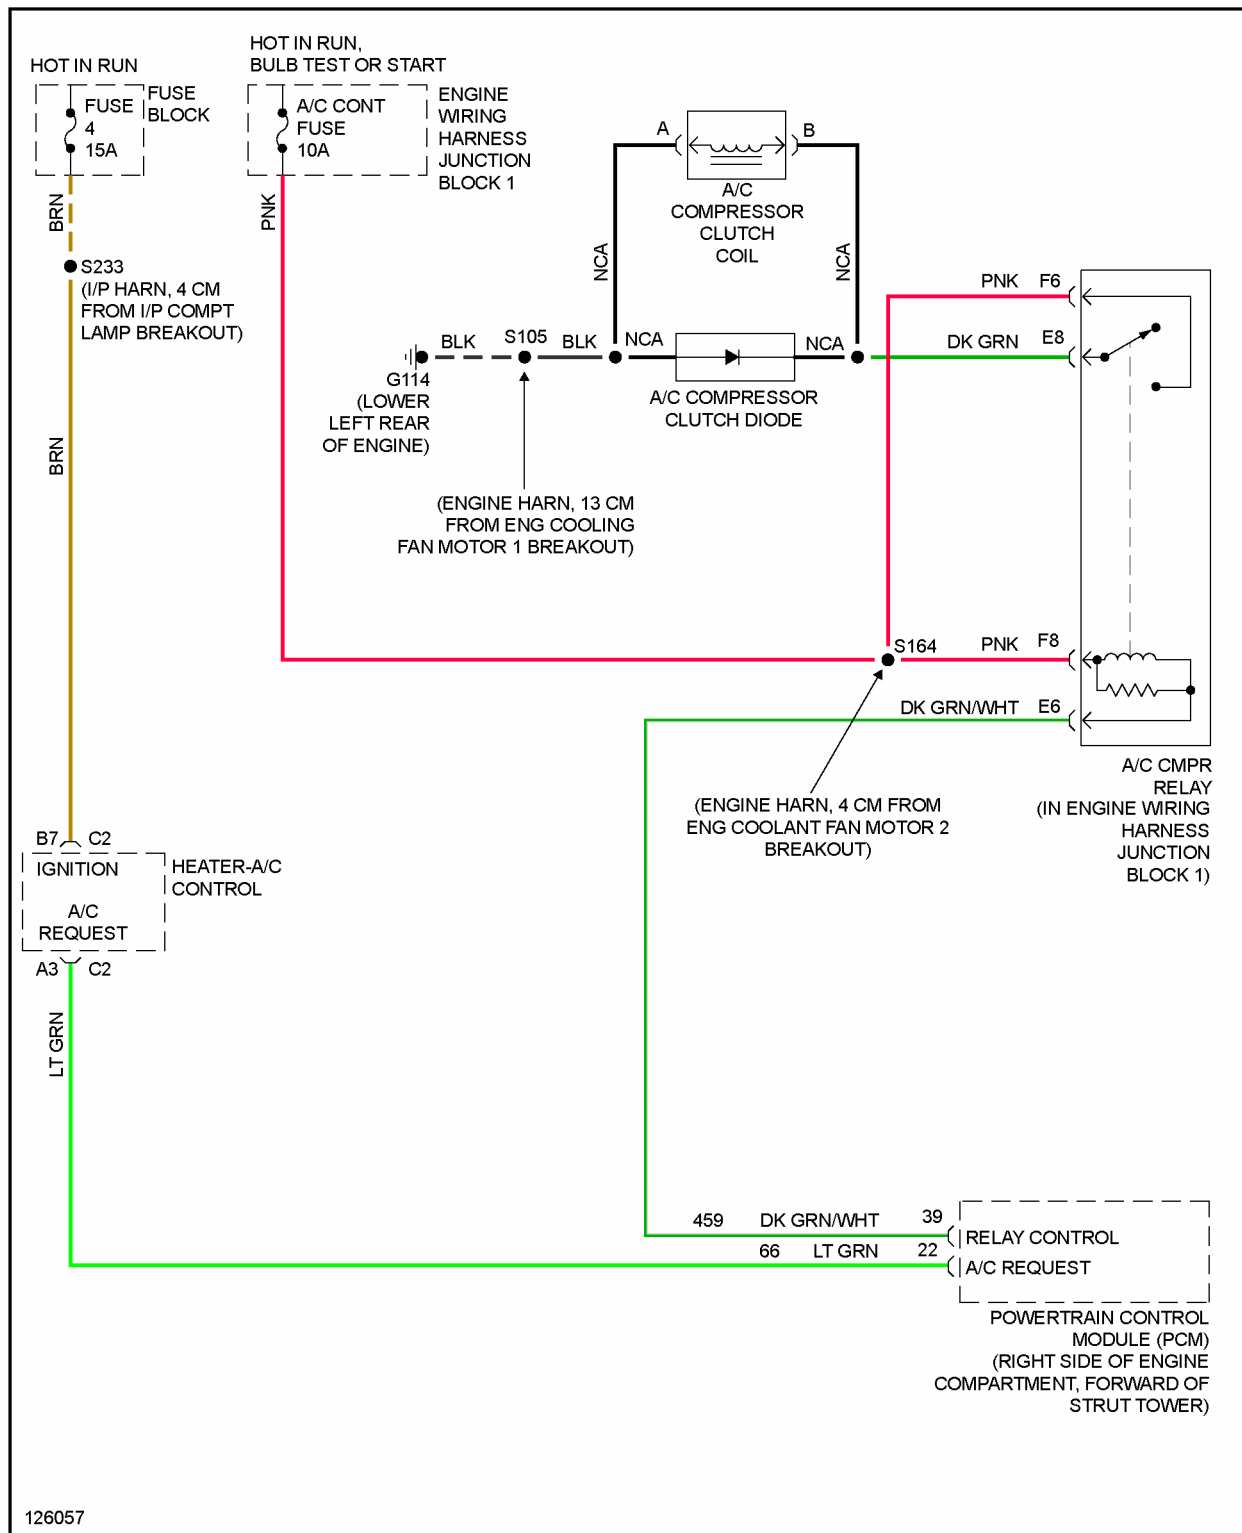 HOT IN RUN
FUSE
4
15A
FUSE
BLOCK
HOT IN RUN,
BULB TEST OR START
A/C CONT
FUSE
10A
ENGINE
WIRING
HARNESS
JUNCTION
BLOCK 1
BRN
PNK
S233
(I/P HARN, 4 CM
FROM I/P COMPT
LAMP BREAKOUT)
BRN
A
B
A/C
COMPRESSOR
CLUTCH
COIL
NCA
NCA
BLK
S105
BLK
NCA
NCA
G114
(LOWER
LEFT REAR
OF ENGINE)
A/C COMPRESSOR
CLUTCH DIODE
(ENGINE HARN, 13 CM
FROM ENG COOLING
FAN MOTOR 1 BREAKOUT)
PNK F6
DK GRN E8
S164
PNK F8
DK GRN/WHT E6
(ENGINE HARN, 4 CM FROM
ENG COOLANT FAN MOTOR 2
BREAKOUT)
A/C CMPR
RELAY
(IN ENGINE WIRING
HARNESS
JUNCTION
BLOCK 1)
B7 C2
IGNITION
A/C
REQUEST
HEATER-A/C
CONTROL
A3 C2
LT GRN
459 DK GRN/WHT 39
RELAY CONTROL
66 LT GRN 22
A/C REQUEST
POWERTRAIN CONTROL
MODULE (PCM)
(RIGHT SIDE OF ENGINE
COMPARTMENT, FORWARD OF
STRUT TOWER)
126057